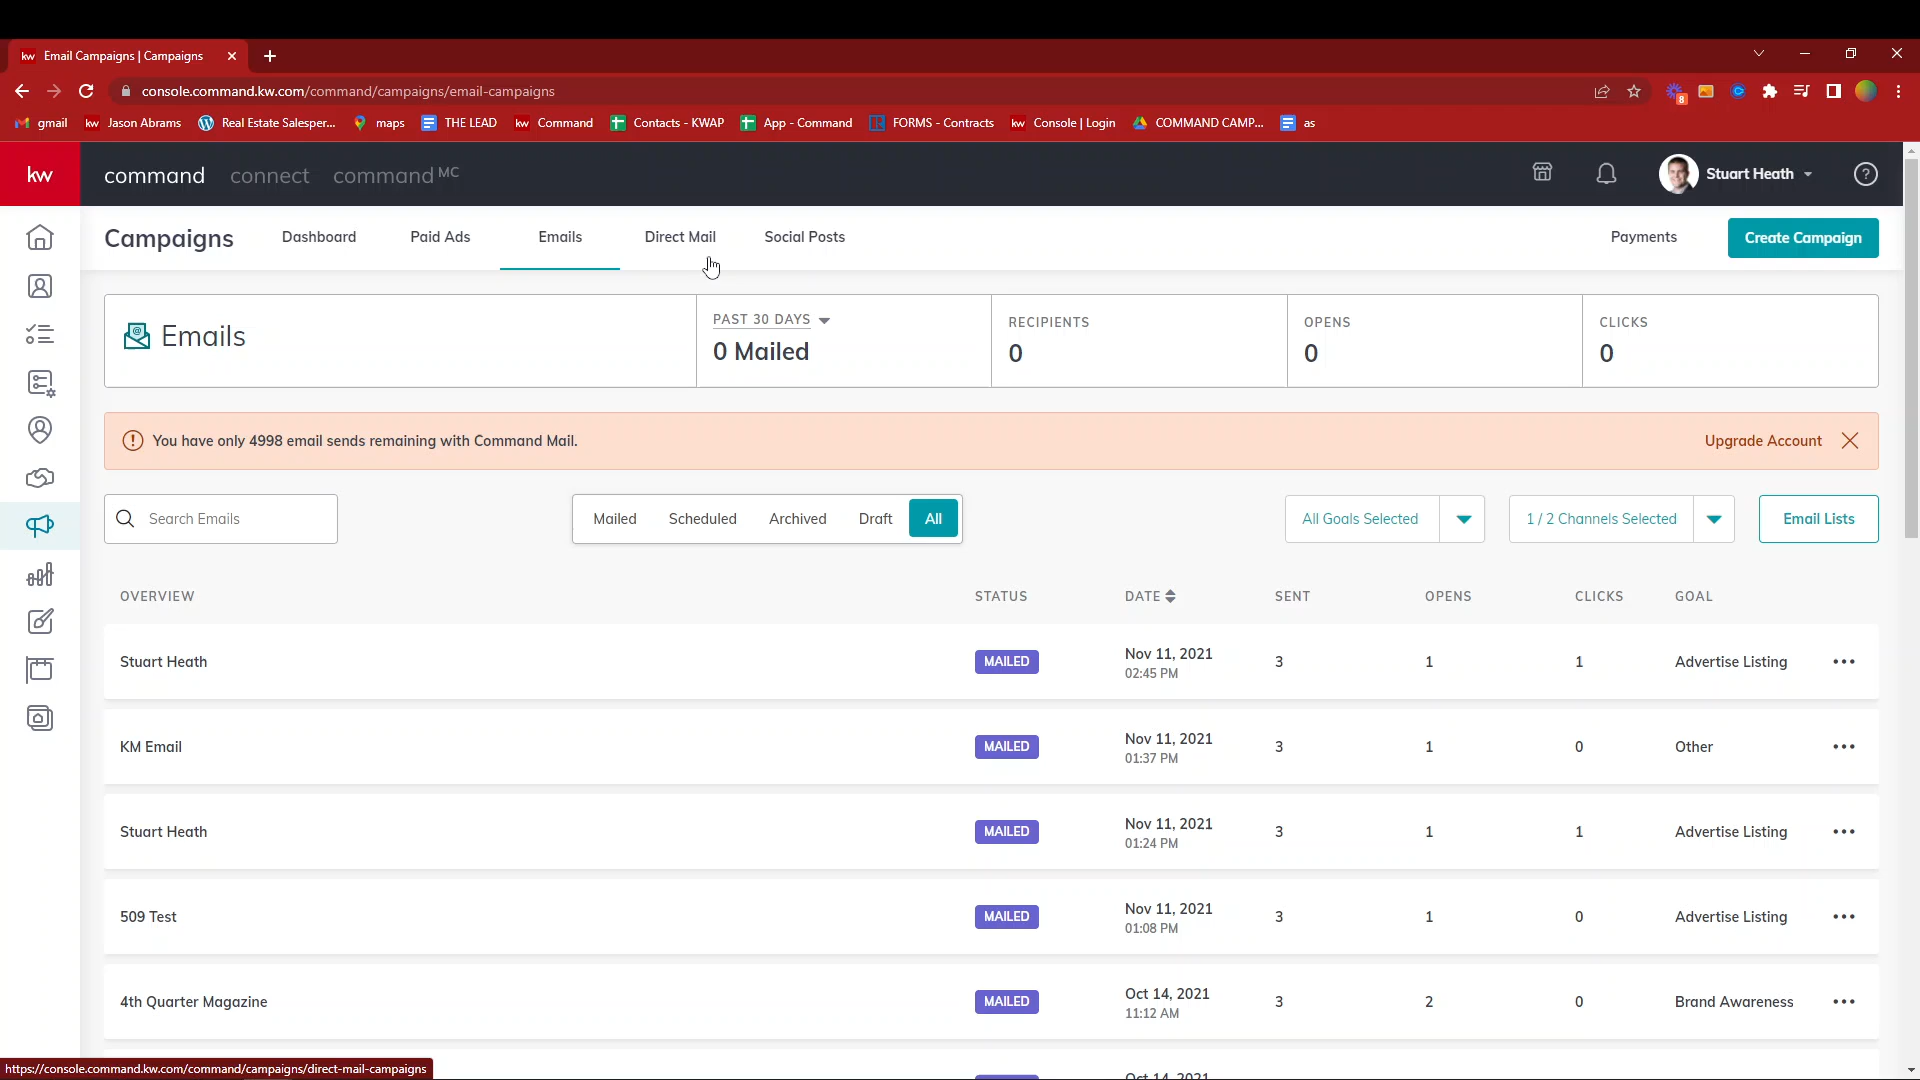 kw Email Campaigns | Campaigns
console.command.kw.com/command/campaigns/email-campaigns
8
gmail kw Jason Abrams Real Estate Salesper... maps THE LEAD kw Command Contacts - KWAP App - Command FORMS - Contracts kw Console | Login COMMAND CAMP... as
kw command connect command MC Stuart Heath ?
Campaigns Dashboard Paid Ads Emails Direct Mail Social Posts Payments Create Campaign
PAST 30 DAYS RECIPIENTS OPENS CLICKS
@ Emails 0 Mailed 0 0 0
You have only 4998 email sends remaining with Command Mail. Upgrade Account
Search Emails Mailed Scheduled Archived Draft All All Goals Selected 1 / 2 Channels Selected Email Lists
OVERVIEW STATUS DATE SENT OPENS CLICKS GOAL
Stuart Heath MAILED Nov 11, 2021 3 1 1 Advertise Listing
02:45 PM
KM Email MAILED Nov 11, 2021 3 1 0 Other
01:37 PM
Stuart Heath MAILED Nov 11, 2021 3 1 1 Advertise Listing
01:24 PM
509 Test MAILED Nov 11, 2021 3 1 0 Advertise Listing
01:08 PM
4th Quarter Magazine MAILED Oct 14, 2021 3 2 0 Brand Awareness
11:12 AM
Oct 14, 2021
https://console.command.kw.com/command/campaigns/direct-mail-campaigns